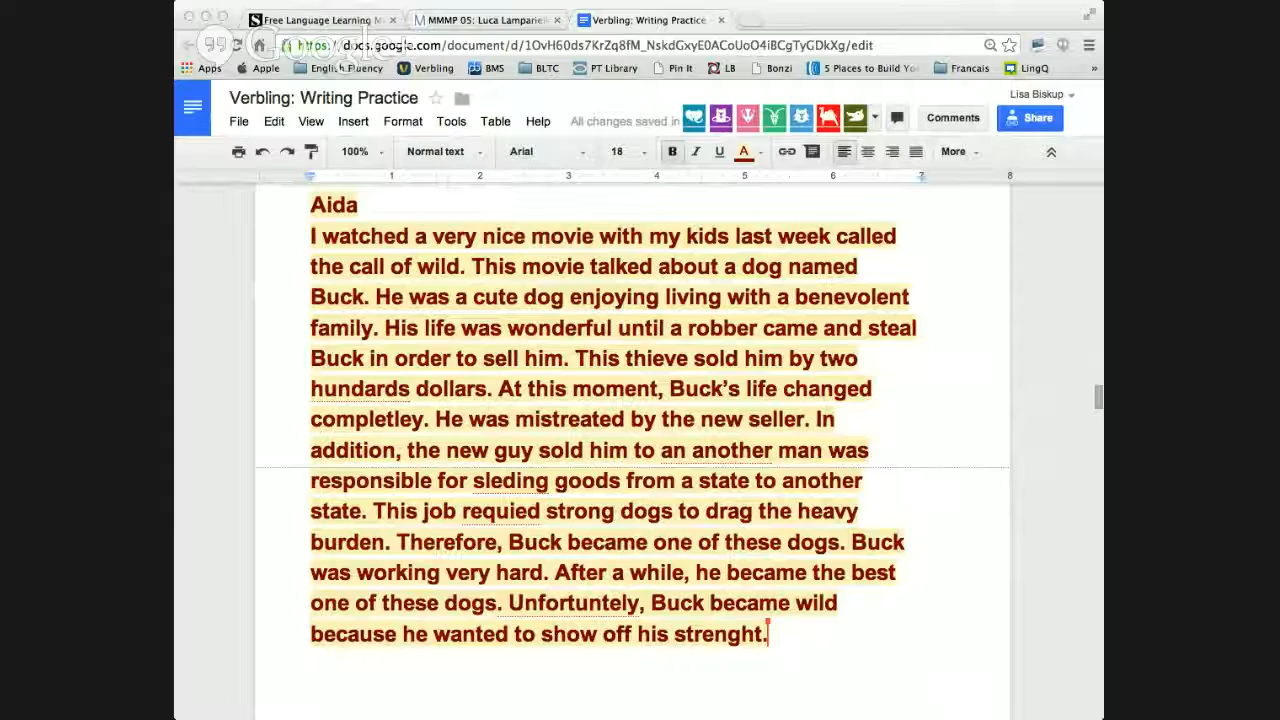 Free Language Learning M
MMMP 05: Luca Lampariel
Verbling: Writing Practice
Google+
https://docs.google.com/document/d/1OvH60ds7KrZq8fM_NskdGxyE0ACoUoO4iBCgTyGDkXg/edit
Apps Apple English Fluency Verbling BMS BLTC PT Library Pin It LB Bonzi 5 Places to Build Yo Francais LingQ »
Verbling: Writing Practice
Lisa Biskup
File Edit View Insert Format Tools Table Help All changes saved in
Comments Share
100% Normal text Arial 18 B I U A More
1 2 3 4 5 6 7 8
Aida
I watched a very nice movie with my kids last week called
the call of wild. This movie talked about a dog named
Buck. He was a cute dog enjoying living with a benevolent
family. His life was wonderful until a robber came and steal
Buck in order to sell him. This thieve sold him by two
hundards dollars. At this moment, Buck's life changed
completley. He was mistreated by the new seller. In
addition, the new guy sold him to an another man was
responsible for sleding goods from a state to another
state. This job requied strong dogs to drag the heavy
burden. Therefore, Buck became one of these dogs. Buck
was working very hard. After a while, he became the best
one of these dogs. Unfortuntely, Buck became wild
because he wanted to show off his strenght.